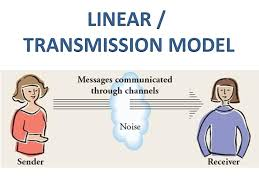 LINEAR /
TRANSMISSION MODEL
Messages communicated
through channels
Noise
Sender
Receiver